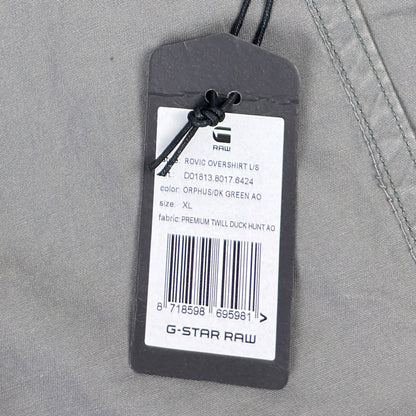 RAW
ROVIC OVERSHIRT L/S
D01813.8017.6424
color: ORPHUS/DK GREEN AO
size: XL
fabric: PREMIUM TWILL DUCK HUNT AO
8 718598 695981 >
G-STAR RAW